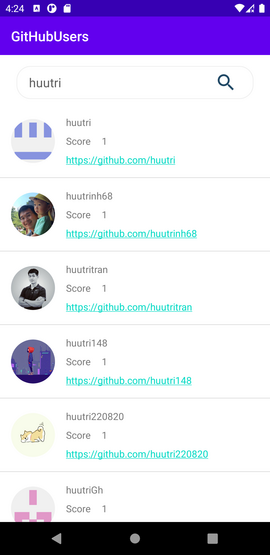 4:24
GitHubUsers
huutri
huutri
Score 1
https://github.com/huutri
huutrinh68
Score 1
https://github.com/huutrinh68
huutritran
Score 1
https://github.com/huutritran
huutri148
Score 1
https://github.com/huutri148
huutri220820
Score 1
https://github.com/huutri220820
huutriGh
Score 1